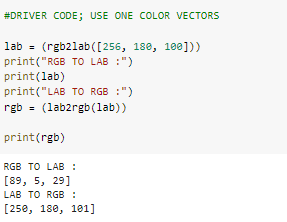 #DRIVER CODE; USE ONE COLOR VECTORS
lab = (rgb2lab([256, 180, 100]))
print("RGB TO LAB :")
print(lab)
print("LAB TO RGB :")
rgb = (lab2rgb(lab))
print(rgb)
RGB TO LAB :
[89, 5, 29]
LAB TO RGB :
[250, 180, 101]